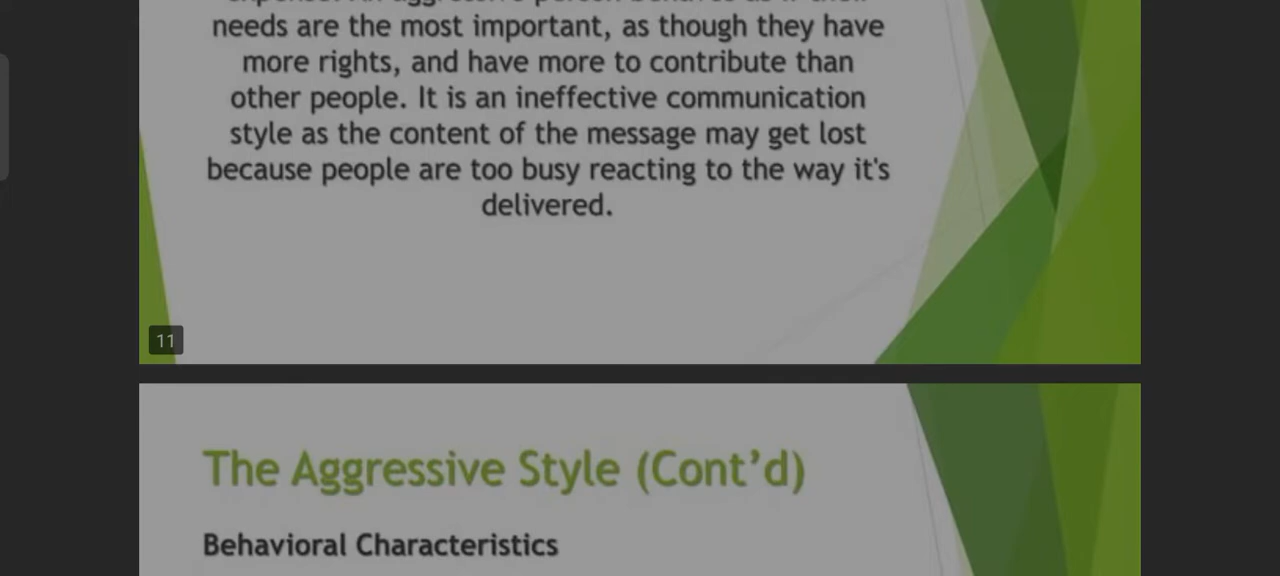 needs are the most important, as though they have
more rights, and have more to contribute than
other people. It is an ineffective communication
style as the content of the message may get lost
because people are too busy reacting to the way it's
delivered.
11
The Aggressive Style (Cont’d)
Behavioral Characteristics